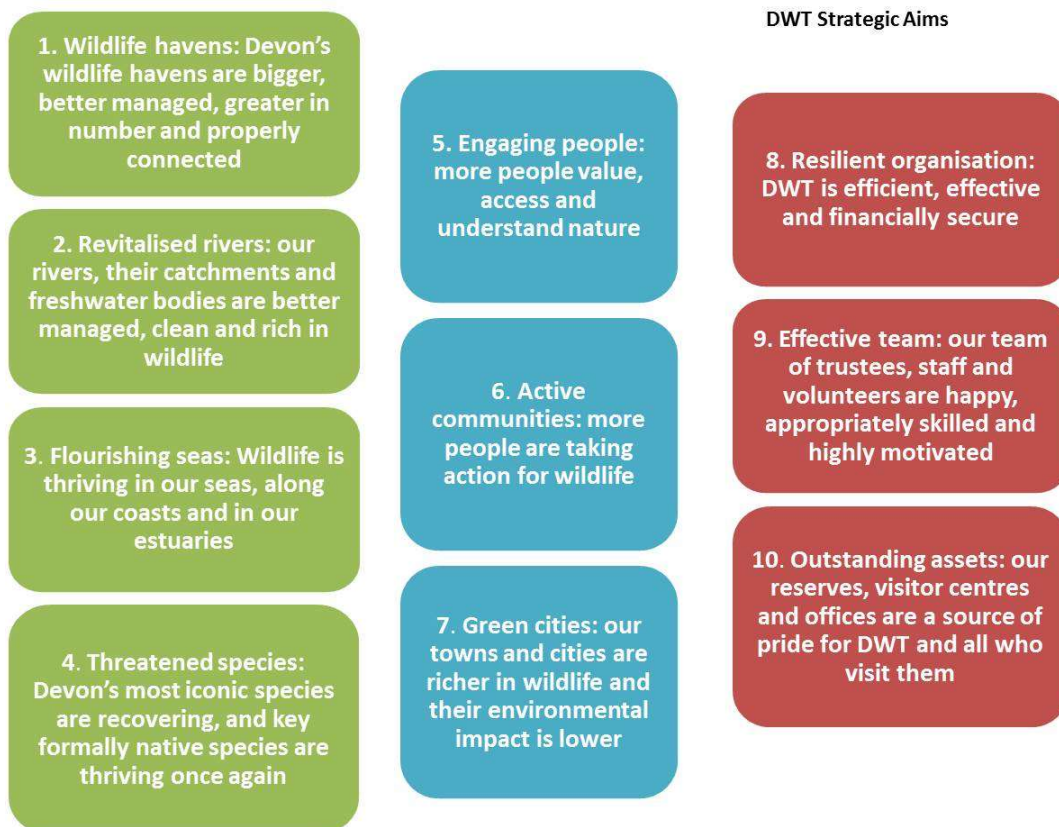 DWT Strategic Aims
1. Wildlife havens: Devon's
wildlife havens are bigger,
better managed, greater in
number and properly
connected
2. Revitalised rivers: our
rivers, their catchments and
freshwater bodies are better
managed, clean and rich in
wildlife
3. Flourishing seas: Wildlife is
thriving in our seas, along
our coasts and in our
estuaries
4. Threatened species:
Devon's most iconic species
are recovering, and key
formally native species are
thriving once again
5. Engaging people:
more people value,
access and
understand nature
6. Active
communities: more
people are taking
action for wildlife
7. Green cities: our
towns and cities are
richer in wildlife and
their environmental
impact is lower
8. Resilient organisation:
DWT is efficient, effective
and financially secure
9. Effective team: our team
of trustees, staff and
volunteers are happy,
appropriately skilled and
highly motivated
10. Outstanding assets: our
reserves, visitor centres
and offices are a source of
pride for DWT and all who
visit them